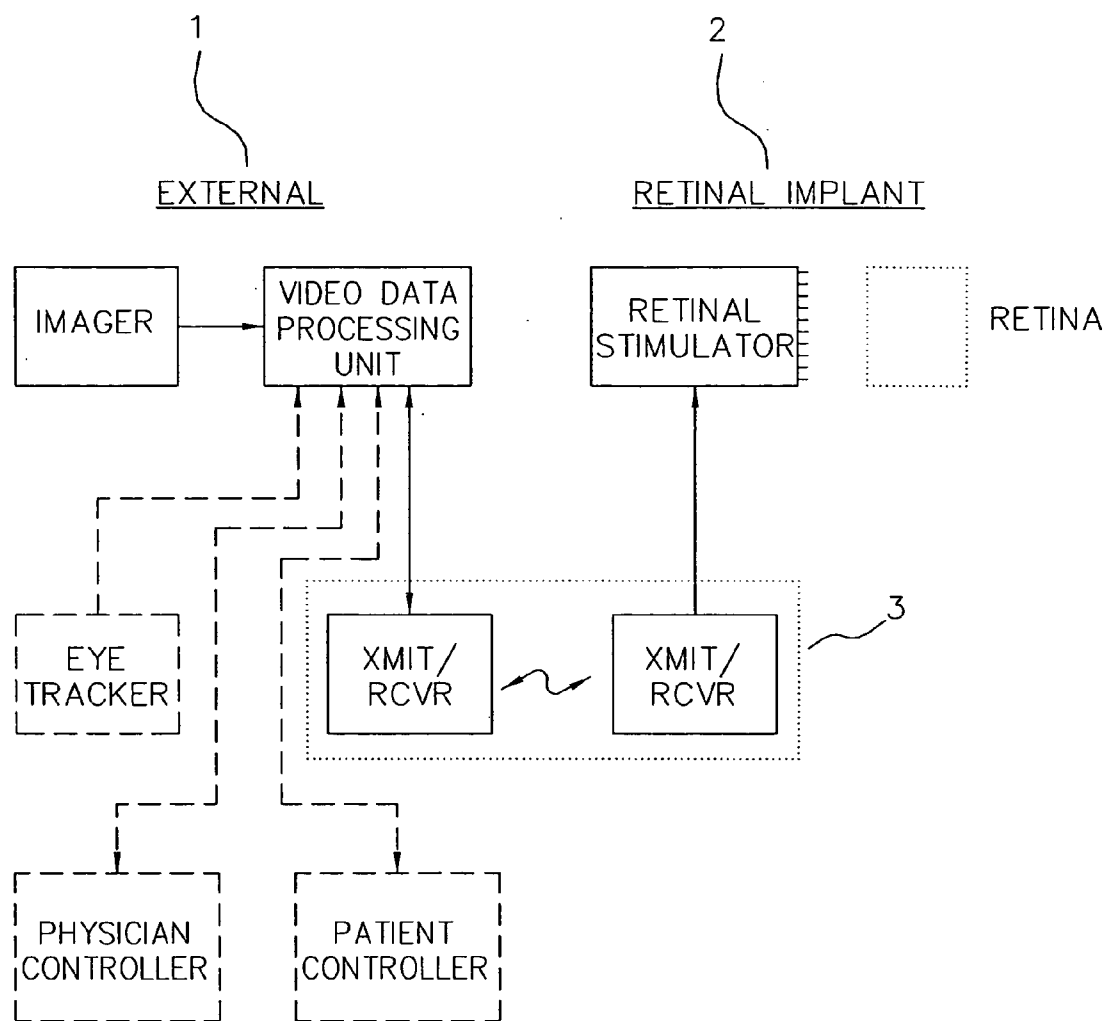 1
2
EXTERNAL
RETINAL IMPLANT
IMAGER
VIDEO DATA
PROCESSING
UNIT
RETINAL
STIMULATOR
RETINA
3
EYE
TRACKER
XMIT/
RCVR
XMIT/
RCVR
PHYSICIAN
CONTROLLER
PATIENT
CONTROLLER